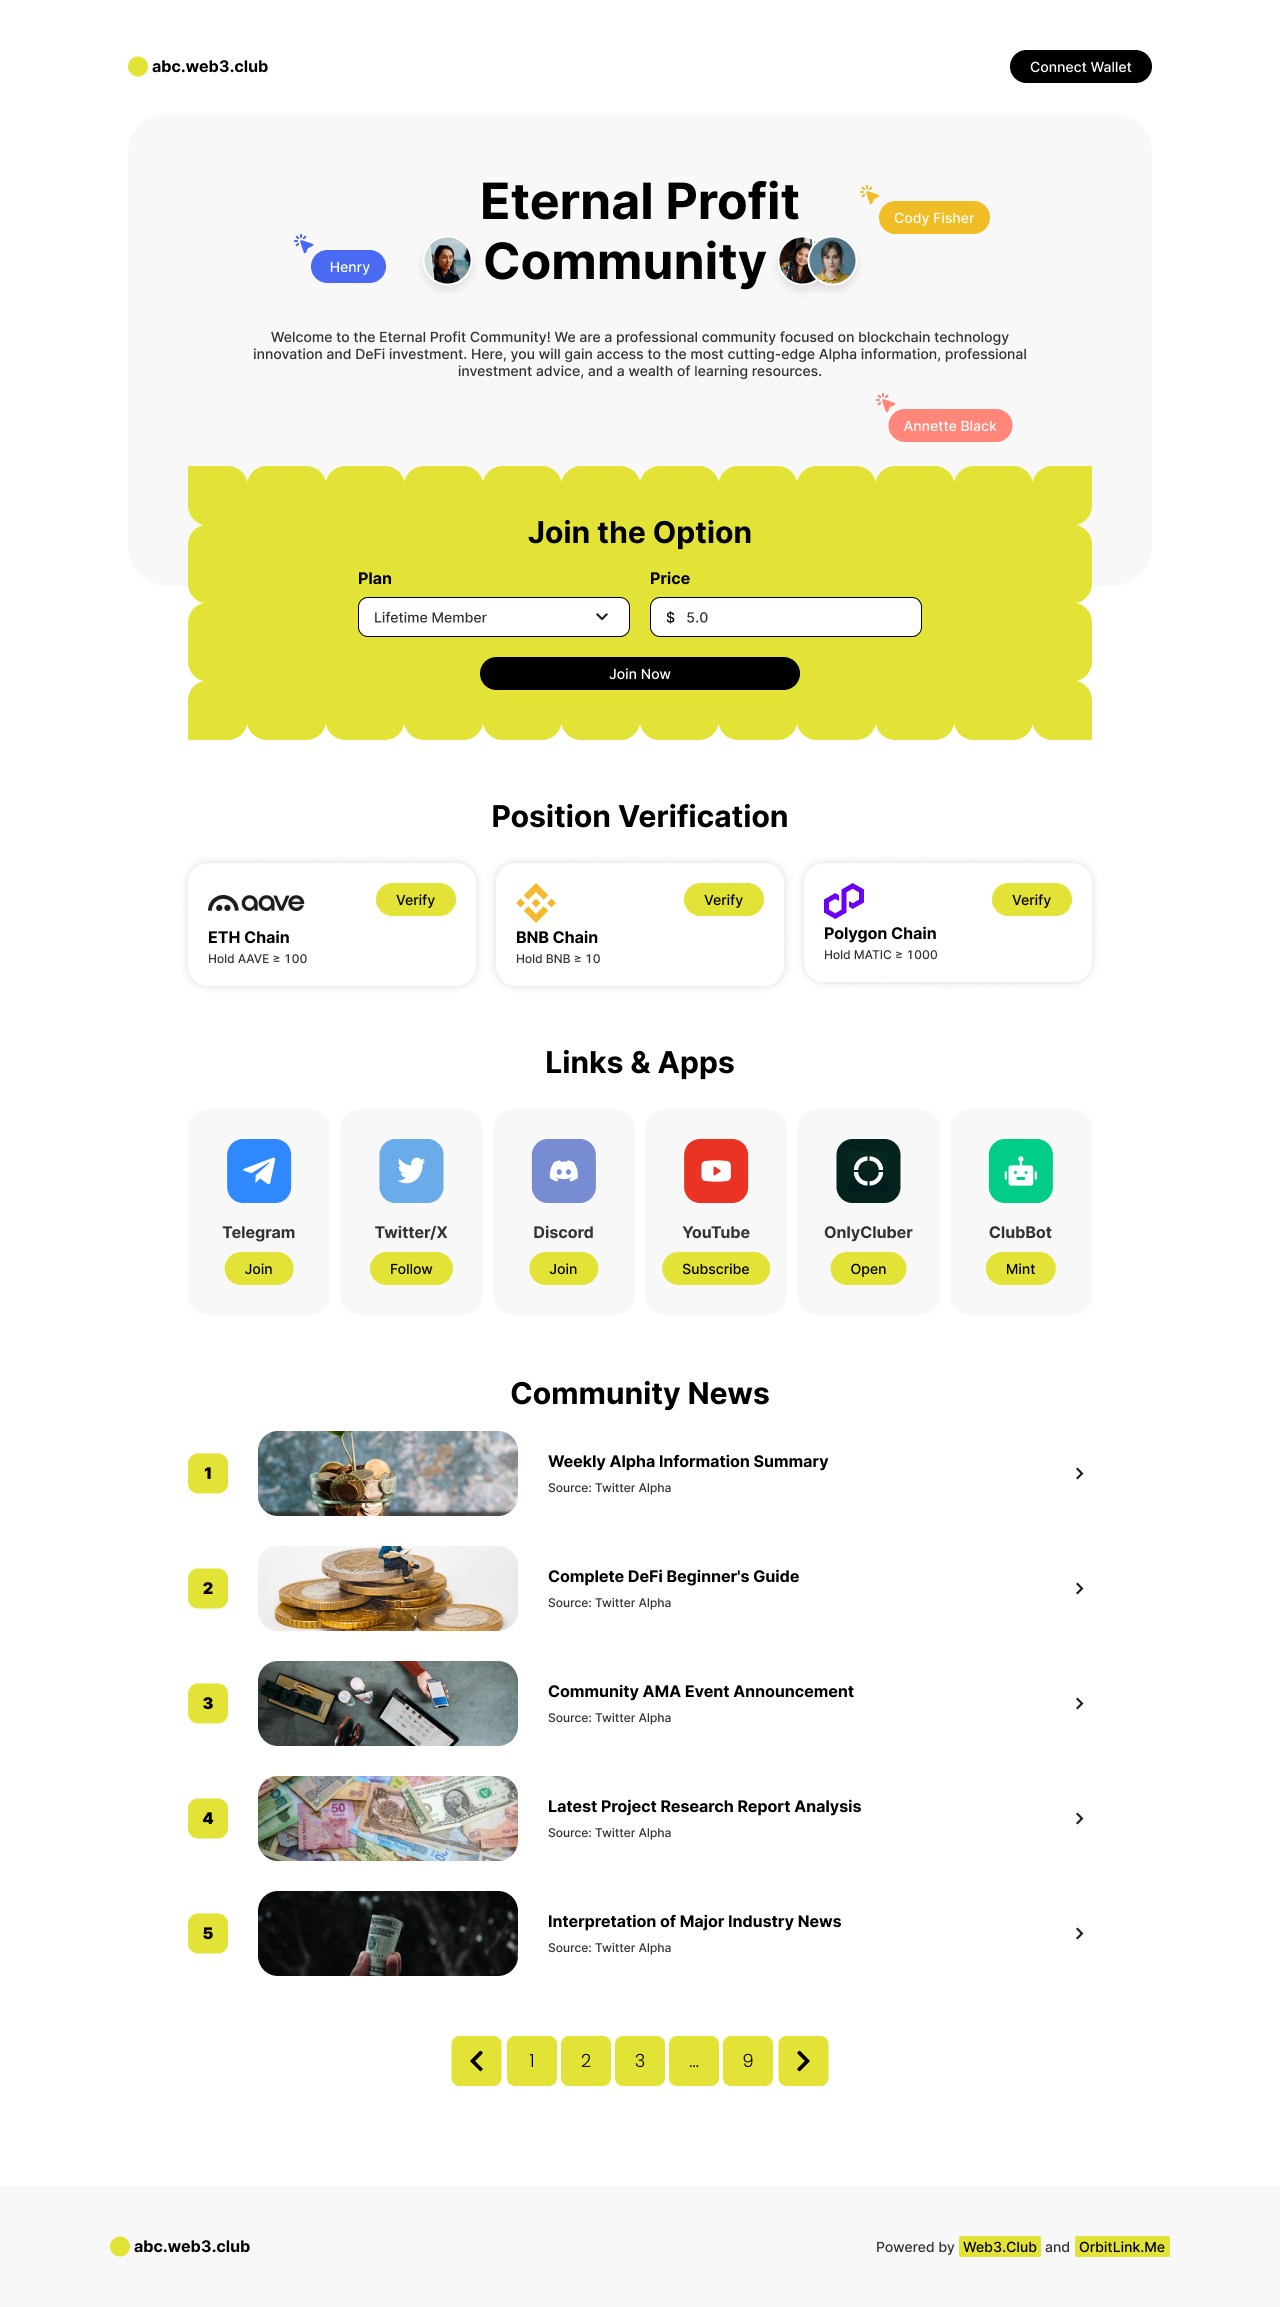 abc.web3.club
Connect Wallet
Eternal Profit
Cody Fisher
Henry
Community
Welcome to the Eternal Profit Community! We are a professional community focused on blockchain technology
innovation and DeFi investment. Here, you will gain access to the most cutting-edge Alpha information, professional
investment advice, and a wealth of learning resources.
Annette Black
Join the Option
Plan
Price
Lifetime Member
$ 5.0
Join Now
Position Verification
aave
Verify
ETH Chain
Hold AAVE ≥ 100
Verify
BNB Chain
Hold BNB ≥ 10
Verify
Polygon Chain
Hold MATIC ≥ 1000
Links & Apps
Telegram
Join
Twitter/X
Follow
Discord
Join
YouTube
Subscribe
OnlyCluber
Open
ClubBot
Mint
Community News
1
Weekly Alpha Information Summary
Source: Twitter Alpha
2
Complete DeFi Beginner's Guide
Source: Twitter Alpha
3
Community AMA Event Announcement
Source: Twitter Alpha
4
50
Latest Project Research Report Analysis
Source: Twitter Alpha
5
Interpretation of Major Industry News
Source: Twitter Alpha
1 2 3 ... 9
abc.web3.club
Powered by Web3.Club and OrbitLink.Me